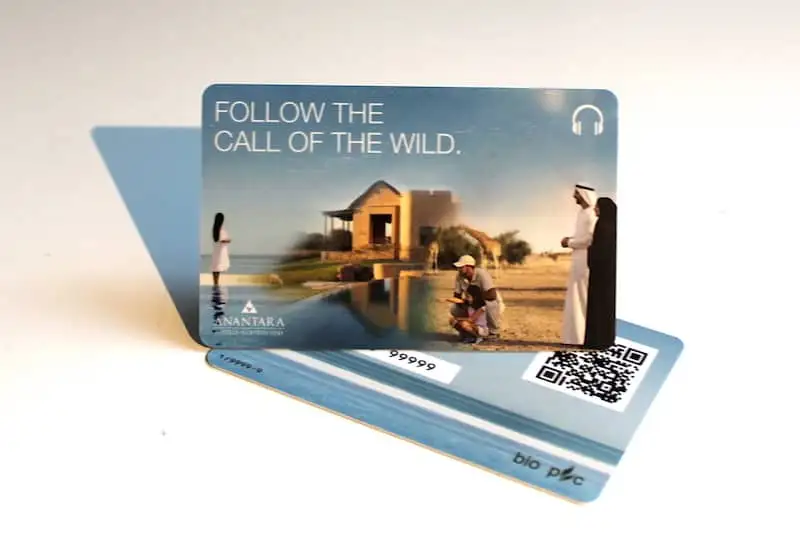 FOLLOW THE
CALL OF THE WILD.
ANANTARA
99999
bio pvc